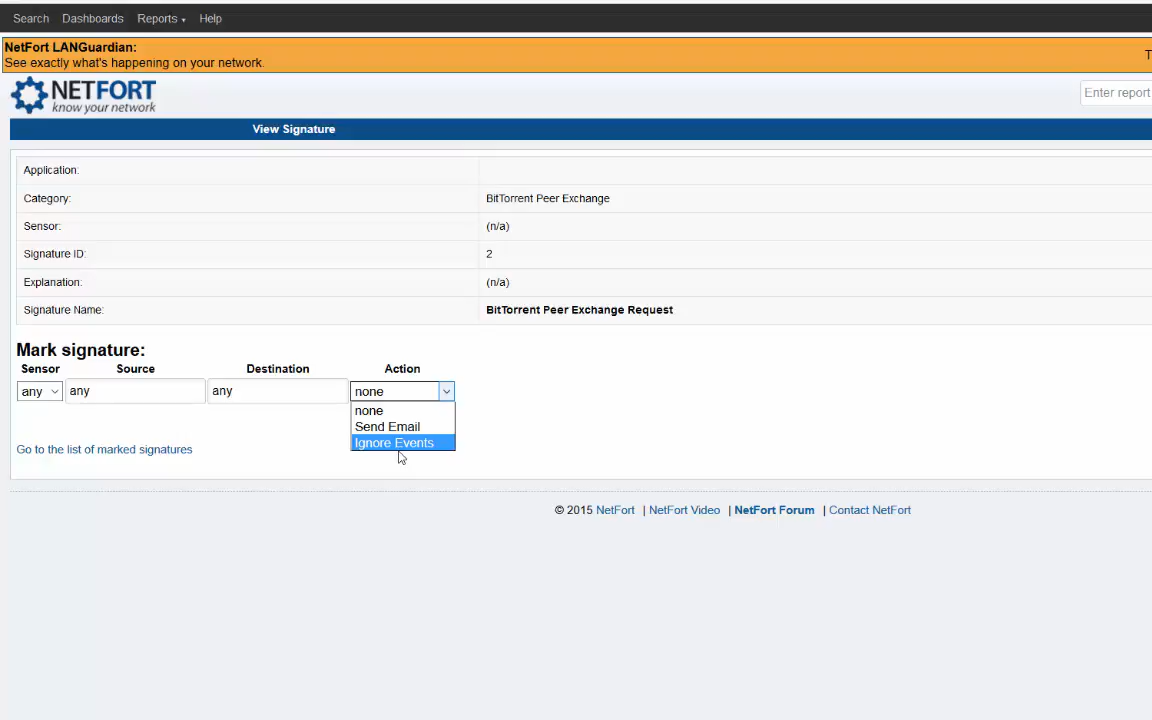 Search Dashboards Reports Help
NetFort LANGuardian:
See exactly what's happening on your network.
NETFORT
know your network
Enter report
View Signature
Application:
Category: BitTorrent Peer Exchange
Sensor: (n/a)
Signature ID: 2
Explanation: (n/a)
Signature Name: BitTorrent Peer Exchange Request
Mark signature:
Sensor Source Destination Action
any any any none
none
Send Email
Ignore Events
Go to the list of marked signatures
© 2015 NetFort | NetFort Video | NetFort Forum | Contact NetFort